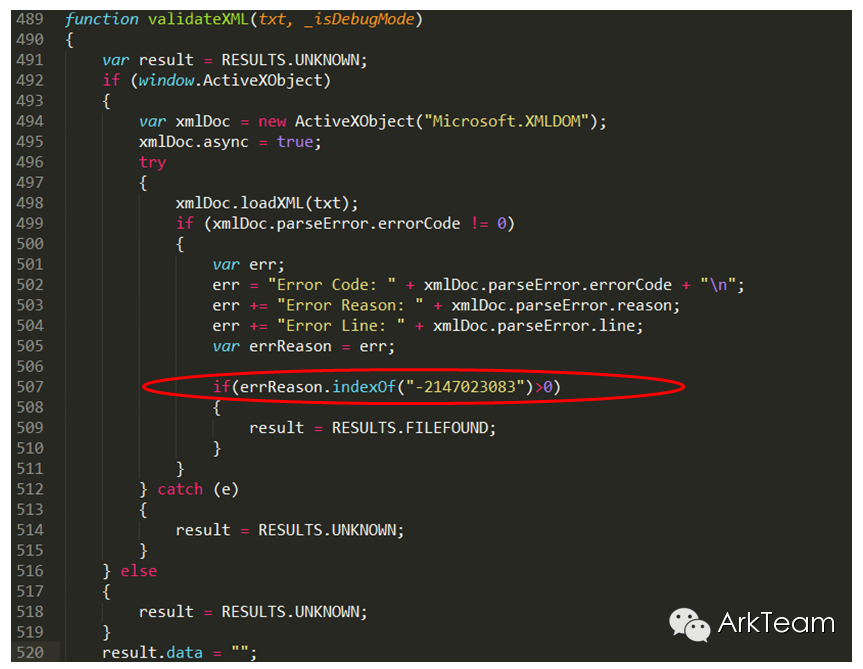 489 function validateXML(txt, _isDebugMode)
490 {
491 var result = RESULTS.UNKNOWN;
492 if (window.ActiveXObject)
493 {
494 var xmlDoc = new ActiveXObject("Microsoft.XMLDOM");
495 xmlDoc.async = true;
496 try
497 {
498 xmlDoc.loadXML(txt);
499 if (xmlDoc.parseError.errorCode != 0)
500 {
501 var err;
502 err = "Error Code: " + xmlDoc.parseError.errorCode + "\n";
503 err += "Error Reason: " + xmlDoc.parseError.reason;
504 err += "Error Line: " + xmlDoc.parseError.line;
505 var errReason = err;
506
507 if(errReason.indexOf("-2147023083")>0)
508 {
509 result = RESULTS.FILEFOUND;
510 }
511 }
512 } catch (e)
513 {
514 result = RESULTS.UNKNOWN;
515 }
516 } else
517 {
518 result = RESULTS.UNKNOWN;
519 }
520 result.data = "";
ArkTeam